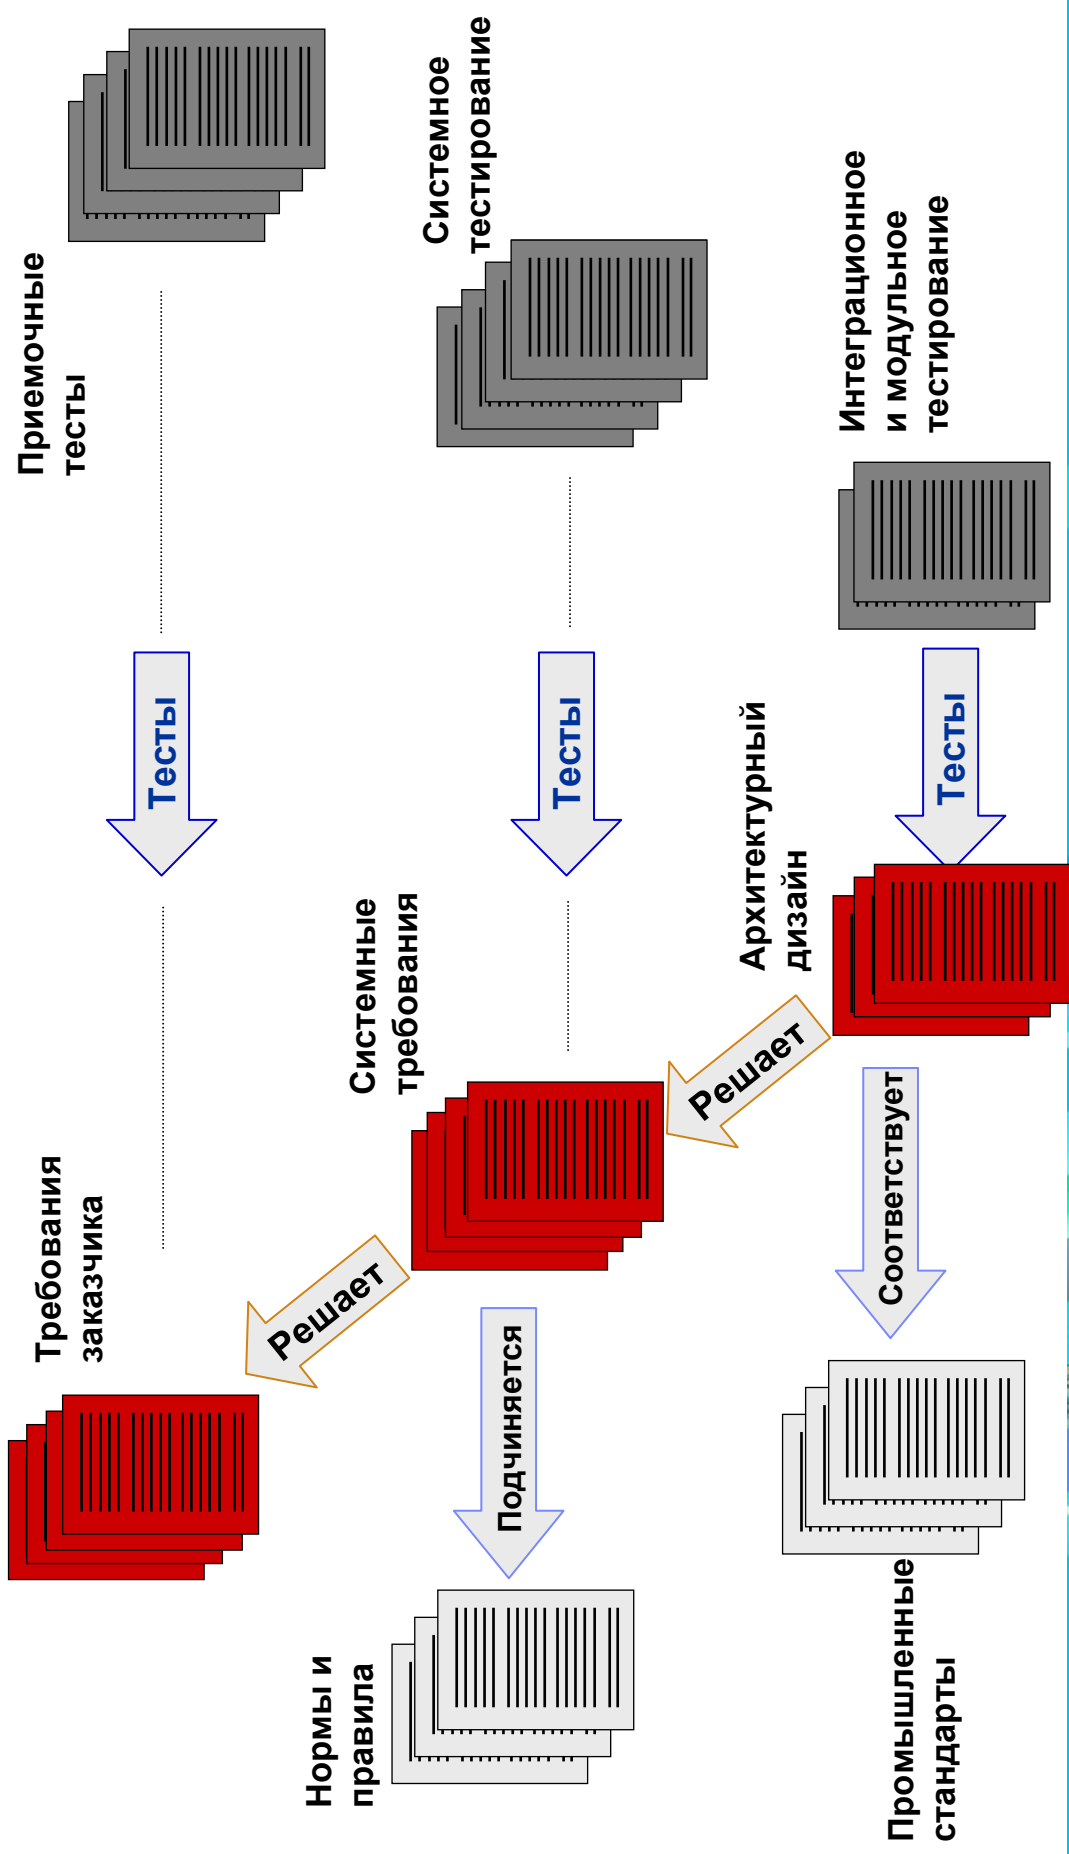 Требования
заказчика
Тесты
Приемочные
тесты
Решает
Нормы и
правила
Подчиняется
Системные
требования
Тесты
Системное
тестирование
Решает
Промышленные
стандарты
Соответствует
Архитектурный
дизайн
Тесты
Интеграционное
и модульное
тестирование